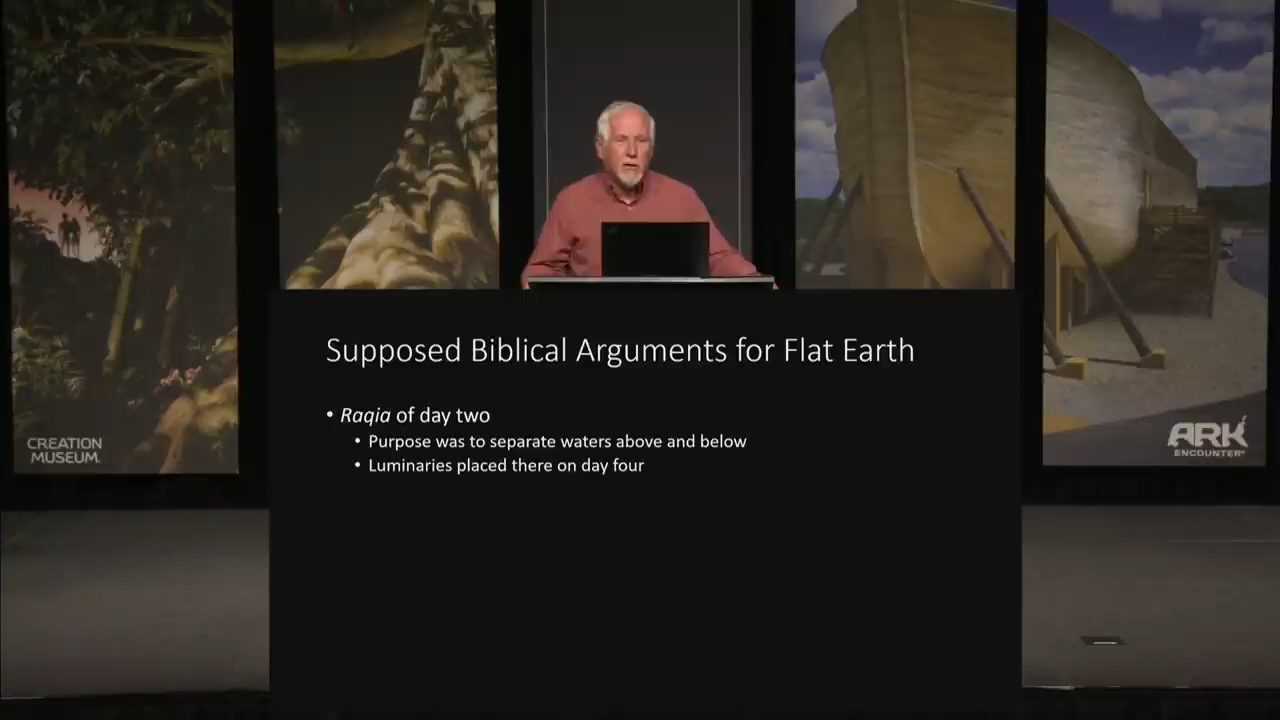 Supposed Biblical Arguments for Flat Earth
• Raqia of day two
• Purpose was to separate waters above and below
• Luminaries placed there on day four
CREATION
MUSEUM
ARK
ENCOUNTER